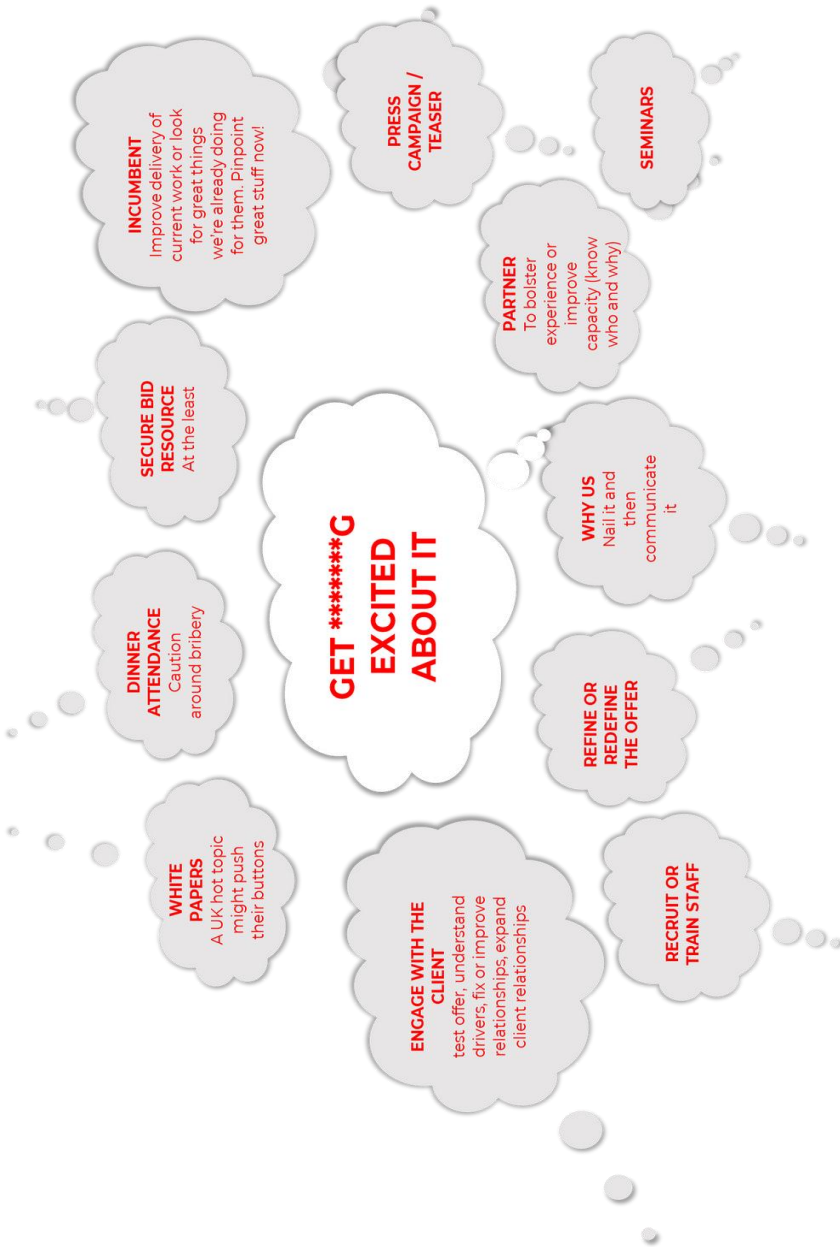 WHITE
PAPERS
A UK hot topic
might push
their buttons
DINNER
ATTENDANCE
Caution
around bribery
SECURE BID
RESOURCE
At the least
INCUMBENT
Improve delivery of
current work or look
for great things
we're already doing
for them. Pinpoint
great stuff now!
ENGAGE WITH THE
CLIENT
test offer, understand
drivers, fix or improve
relationships, expand
client relationships
GET *******G
EXCITED
ABOUT IT
PRESS
CAMPAIGN /
TEASER
PARTNER
To bolster
experience or
improve
capacity (know
who and why)
RECRUIT OR
TRAIN STAFF
REFINE OR
REDEFINE
THE OFFER
WHY US
Nail it and
then
communicate
it
SEMINARS